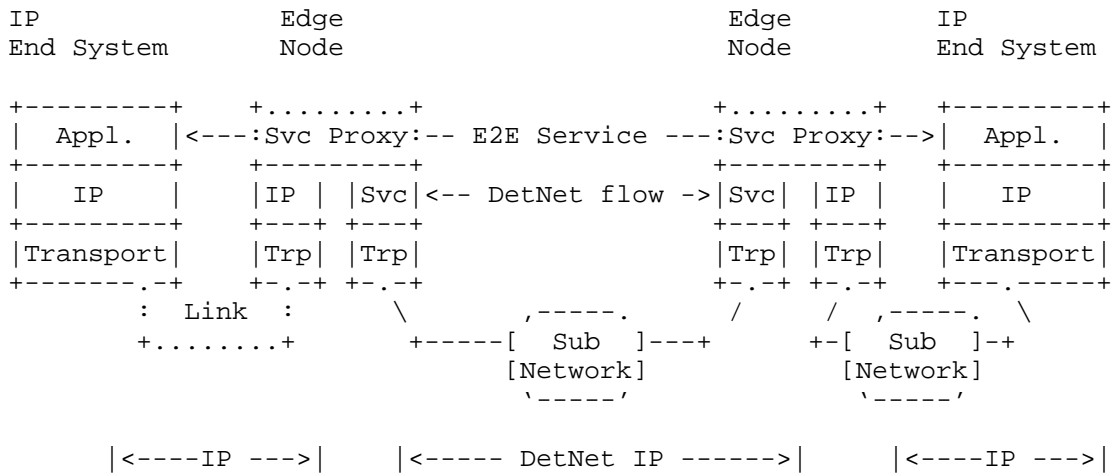 IP Edge Edge IP
End System Node Node End System
+---------+ +.........+ +.........+ +---------+
| Appl. |<---:Svc Proxy:-- E2E Service ---:Svc Proxy:-->| Appl. |
+---------+ +---------+ +---------+ +---------+
| IP | |IP | |Svc|<-- DetNet flow ->|Svc| |IP | | IP |
+---------+ +---+ +---+ +---+ +---+ +---------+
|Transport| |Trp| |Trp| |Trp| |Trp| |Transport|
+-------.-+ +-.-+ +-.-+ +-.-+ +-.-+ +---.-----+
: Link : \ ,-----. / / ,-----. \
+........+ +-----[ Sub ]---+ +-[ Sub ]-+
[Network] [Network]
‘-----’ ‘-----’
|<----IP --->| |<----- DetNet IP ------>| |<----IP --->|